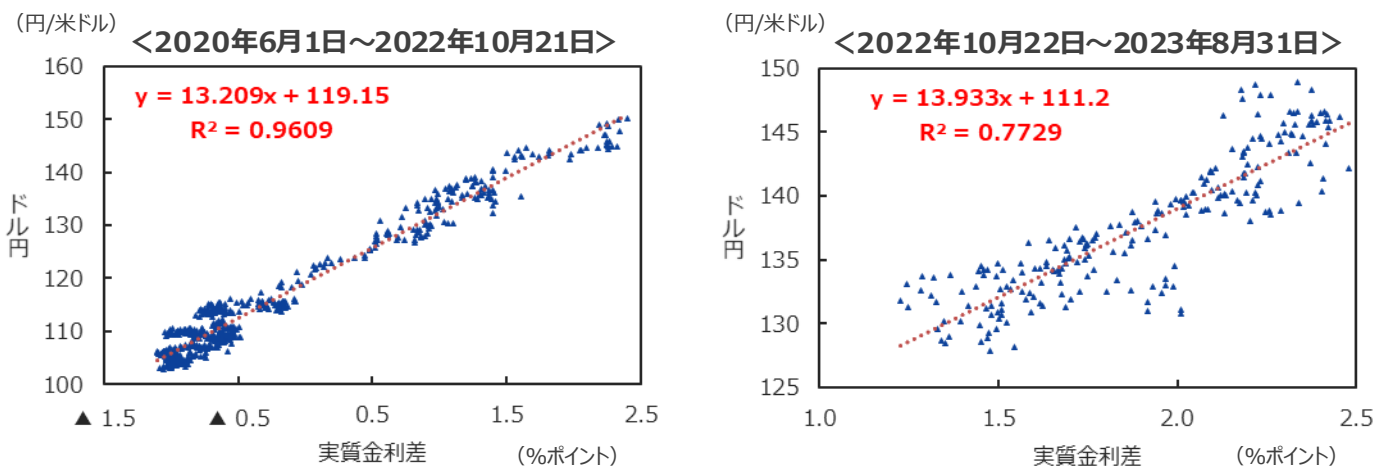 （円/米ドル）
＜2020年6月1日～2022年10月21日＞
160
150
140
130
120
110
100
y = 13.209x + 119.15
R² = 0.9609
ドル円
▲ 1.5
▲ 0.5
0.5
1.5
2.5
実質金利差
（%ポイント）
（円/米ドル）
＜2022年10月22日～2023年8月31日＞
150
145
140
135
130
125
y = 13.933x + 111.2
R² = 0.7729
ドル円
1.0
1.5
2.0
2.5
実質金利差
（%ポイント）